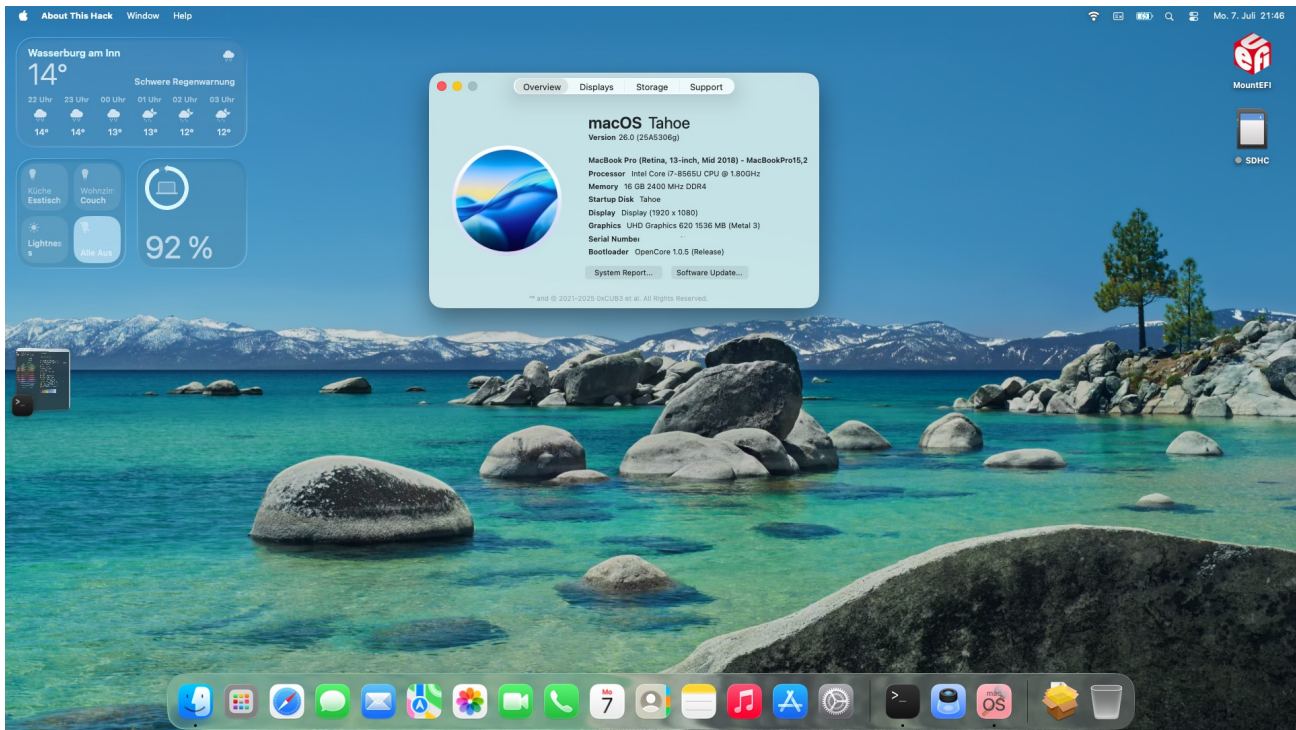 About This Hack Window Help
Mo. 7. Juli 21:46
Wasserburg am Inn
14°
Schwere Regenwarnung
22 Uhr 23 Uhr 00 Uhr 01 Uhr 02 Uhr 03 Uhr
14° 14° 13° 13° 12° 12°
Küche
Esstisch
Wohnzim
Couch
Lightnes
s
Alle Aus
92 %
Overview Displays Storage Support
macOS Tahoe
Version 26.0 (25A5306g)
MacBook Pro (Retina, 13-inch, Mid 2018) - MacBookPro15,2
Processor Intel Core i7-8565U CPU @ 1.80GHz
Memory 16 GB 2400 MHz DDR4
Startup Disk Tahoe
Display Display (1920 x 1080)
Graphics UHD Graphics 620 1536 MB (Metal 3)
Serial Number
Bootloader OpenCore 1.0.5 (Release)
System Report... Software Update...
™ and © 2021-2025 0xCUB3 et al. All Rights Reserved.
UEFI
MountEFI
SDHC
Mo
7
mac
OS